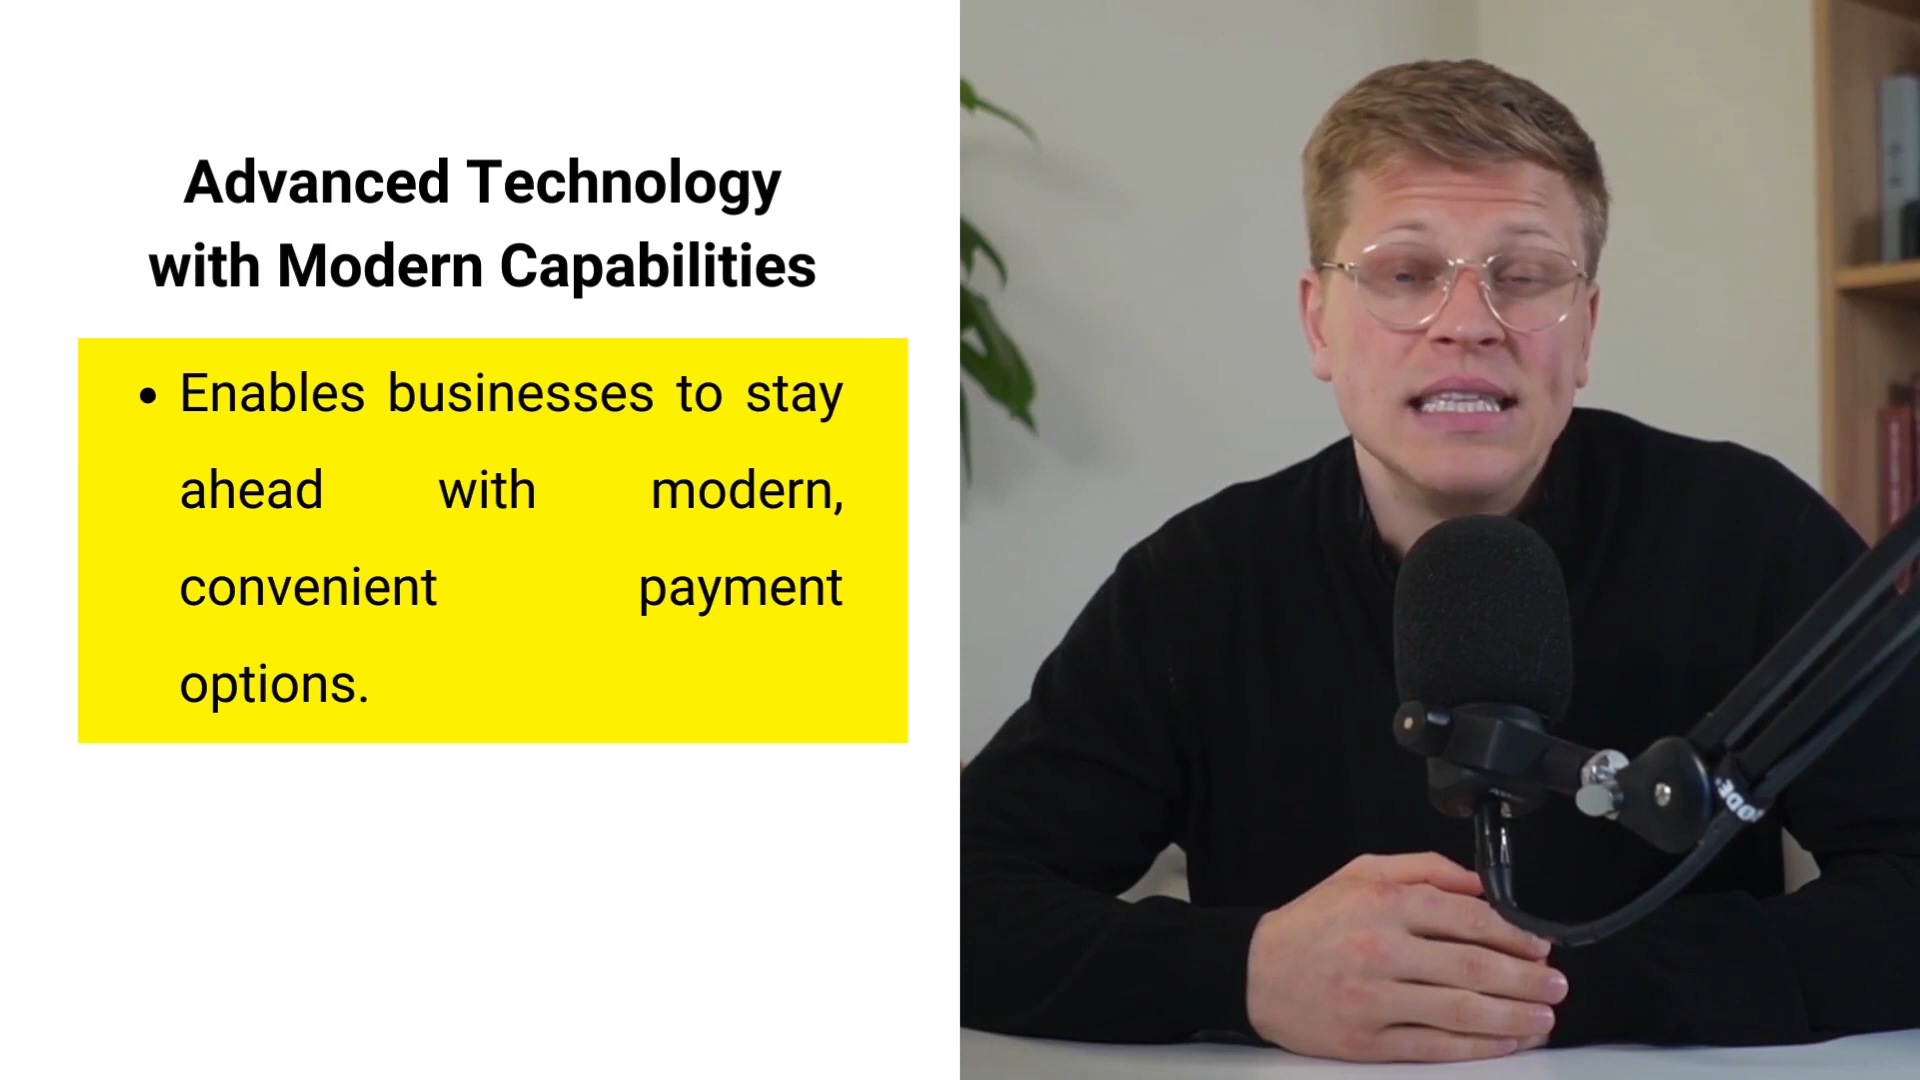 Advanced Technology
with Modern Capabilities
• Enables businesses to stay
ahead with modern,
convenient payment
options.